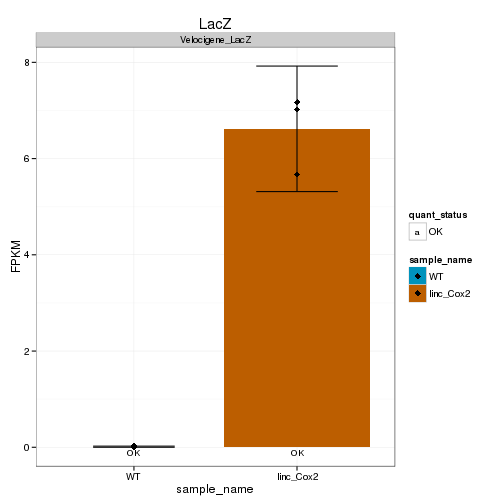 LacZ
Velocigene_LacZ
8
6
4
2
0
FPKM
OK
OK
WT
linc_Cox2
sample_name
quant_status
a OK
sample_name
WT
linc_Cox2